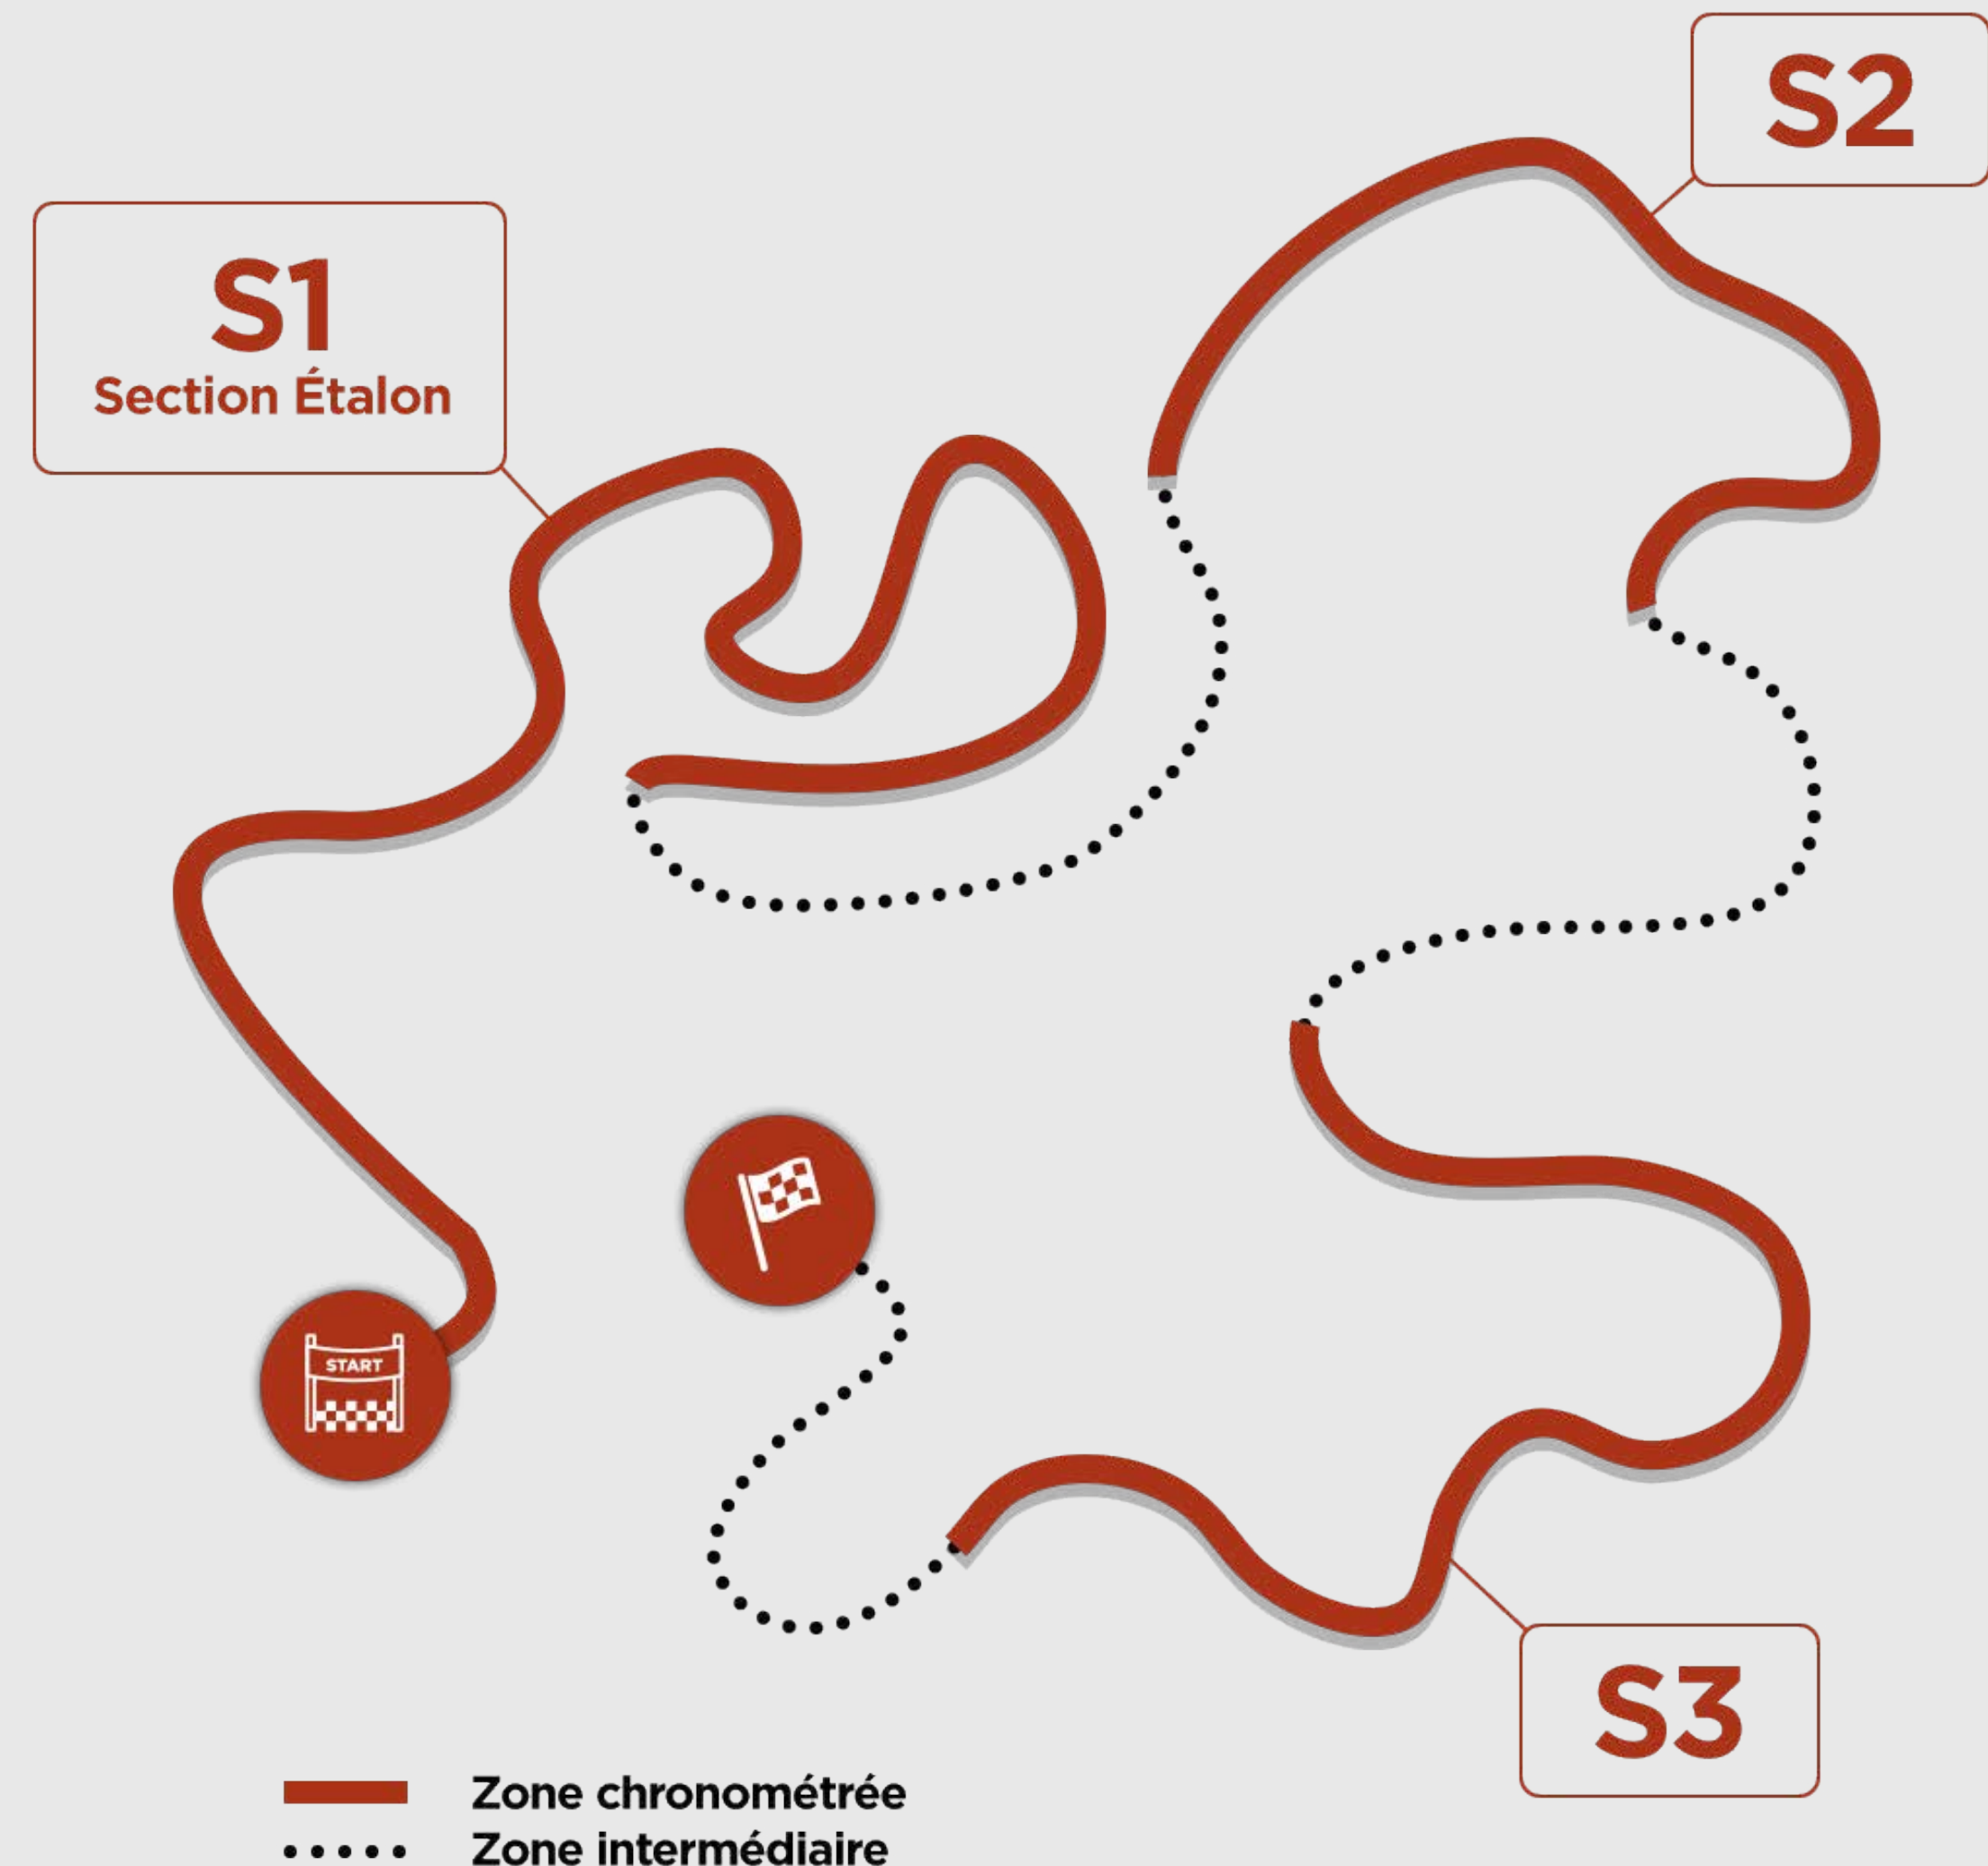 S2
S1
Section Étalon
START
S3
Zone chronométrée
Zone intermédiaire